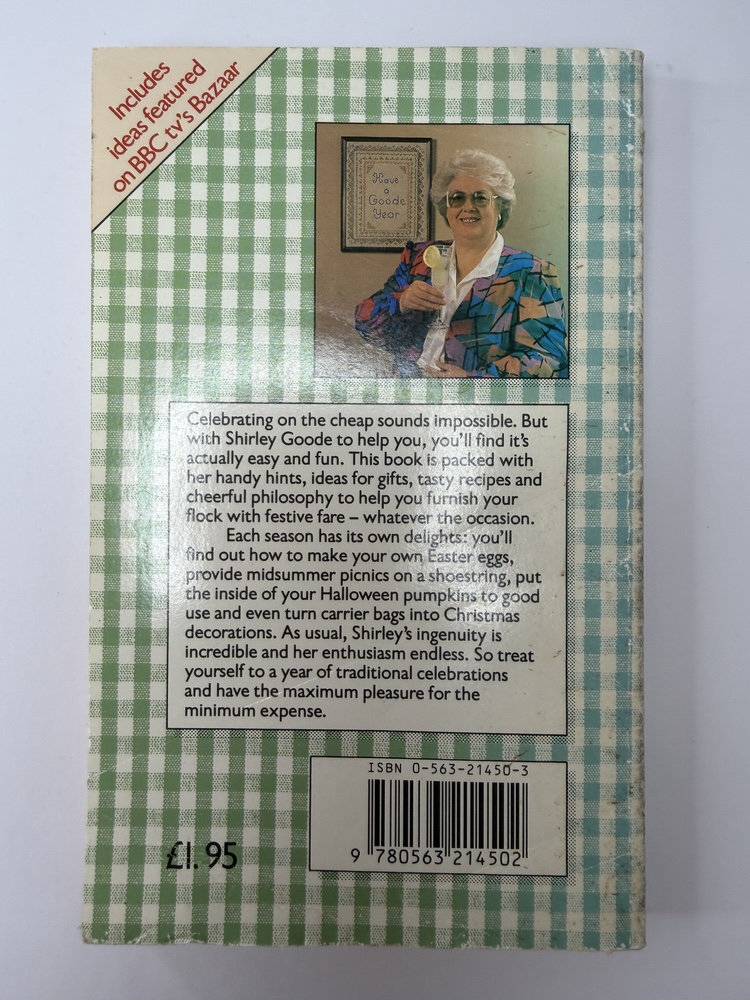 Includes
ideas featured
on BBC tv's Bazaar
Have
a
Goode
Year
Celebrating on the cheap sounds impossible. But
with Shirley Goode to help you, you'll find it's
actually easy and fun. This book is packed with
her handy hints, ideas for gifts, tasty recipes and
cheerful philosophy to help you furnish your
flock with festive fare – whatever the occasion.
Each season has its own delights: you'll
find out how to make your own Easter eggs,
provide midsummer picnics on a shoestring, put
the inside of your Halloween pumpkins to good
use and even turn carrier bags into Christmas
decorations. As usual, Shirley's ingenuity is
incredible and her enthusiasm endless. So treat
yourself to a year of traditional celebrations
and have the maximum pleasure for the
minimum expense.
ISBN 0-563-21450-3
9 780563 214502
£1.95